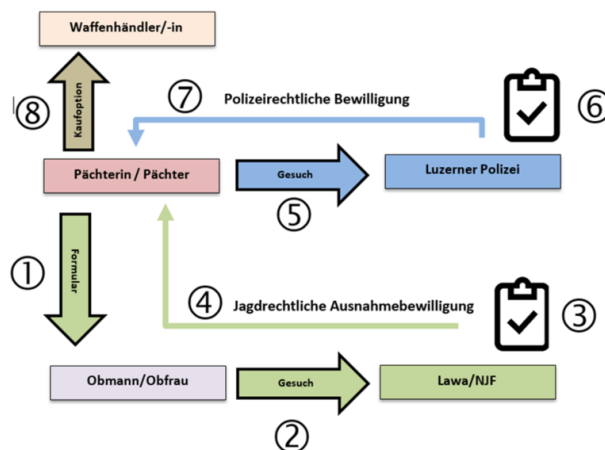 Waffenhändler/-in
⑧
Kaufoption
⑦
Polizeirechtliche Bewilligung
⑥
Pächterin / Pächter
Gesuch
Luzerner Polizei
⑤
①
Formular
④
Jagdrechtliche Ausnahmebewilligung
③
Obmann/Obfrau
Gesuch
Lawa/NJF
②